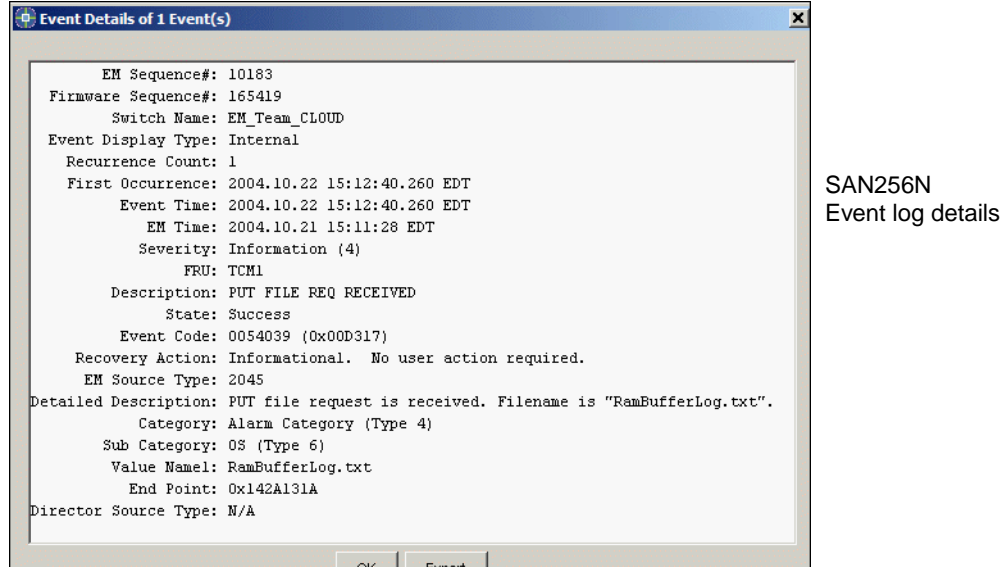 Event Details of 1 Event(s)
EM Sequence#: 10183
Firmware Sequence#: 165419
Switch Name: EM_Team_CLOUD
Event Display Type: Internal
Recurrence Count: 1
First Occurrence: 2004.10.22 15:12:40.260 EDT
Event Time: 2004.10.22 15:12:40.260 EDT
EM Time: 2004.10.21 15:11:28 EDT
Severity: Information (4)
FRU: TCM1
Description: PUT FILE REQ RECEIVED
State: Success
Event Code: 0054039 (0x00D317)
Recovery Action: Informational. No user action required.
EM Source Type: 2045
Detailed Description: PUT file request is received. Filename is "RamBufferLog.txt".
Category: Alarm Category (Type 4)
Sub Category: OS (Type 6)
Value Name1: RamBufferLog.txt
End Point: 0x142A131A
Director Source Type: N/A
OK Export
SAN256N
Event log details